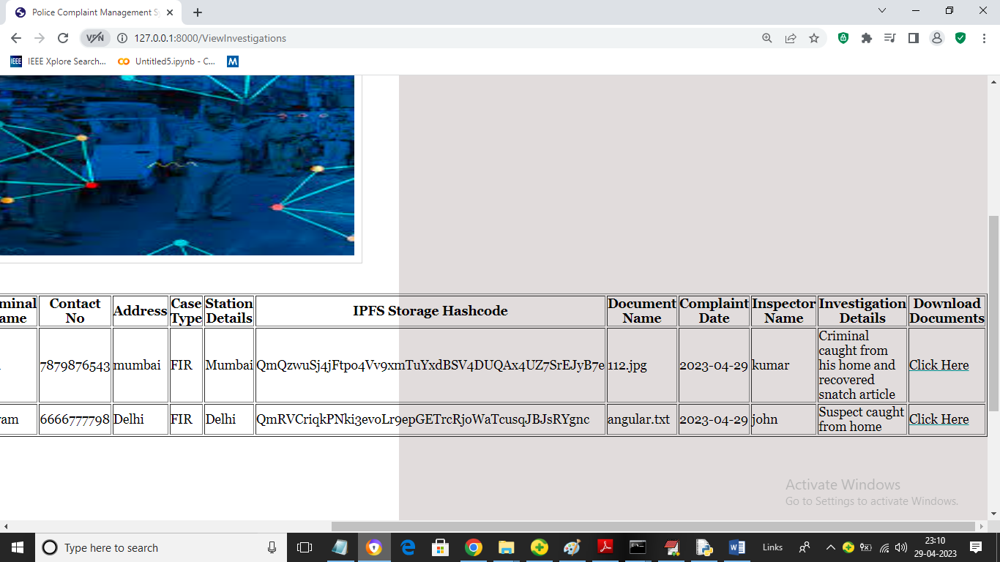 Police Complaint Management S
127.0.0.1:8000/ViewInvestigations
IEEE IEEE Xplore Search... Untitled5.ipynb - C... M
minal Contact Address Case Station IPFS Storage Hashcode Document Complaint Inspector Investigation Download
ame No Type Details Name Date Name Details Documents
7879876543 mumbai FIR Mumbai QmQzwuSj4jFtpo4Vv9xmTuYxdBSV4DUQAx4UZ7SrEJyB7e 112.jpg 2023-04-29 kumar Criminal
caught from
his home and
recovered
snatch article
Click Here
vam 6666777798 Delhi FIR Delhi QmRVCriqkPNki3evoLr9epGETrcRjoWaTcusqJBJsRYgnc angular.txt 2023-04-29 john Suspect caught
from home
Click Here
Activate Windows
Go to Settings to activate Windows.
Type here to search
Links
23:10
29-04-2023